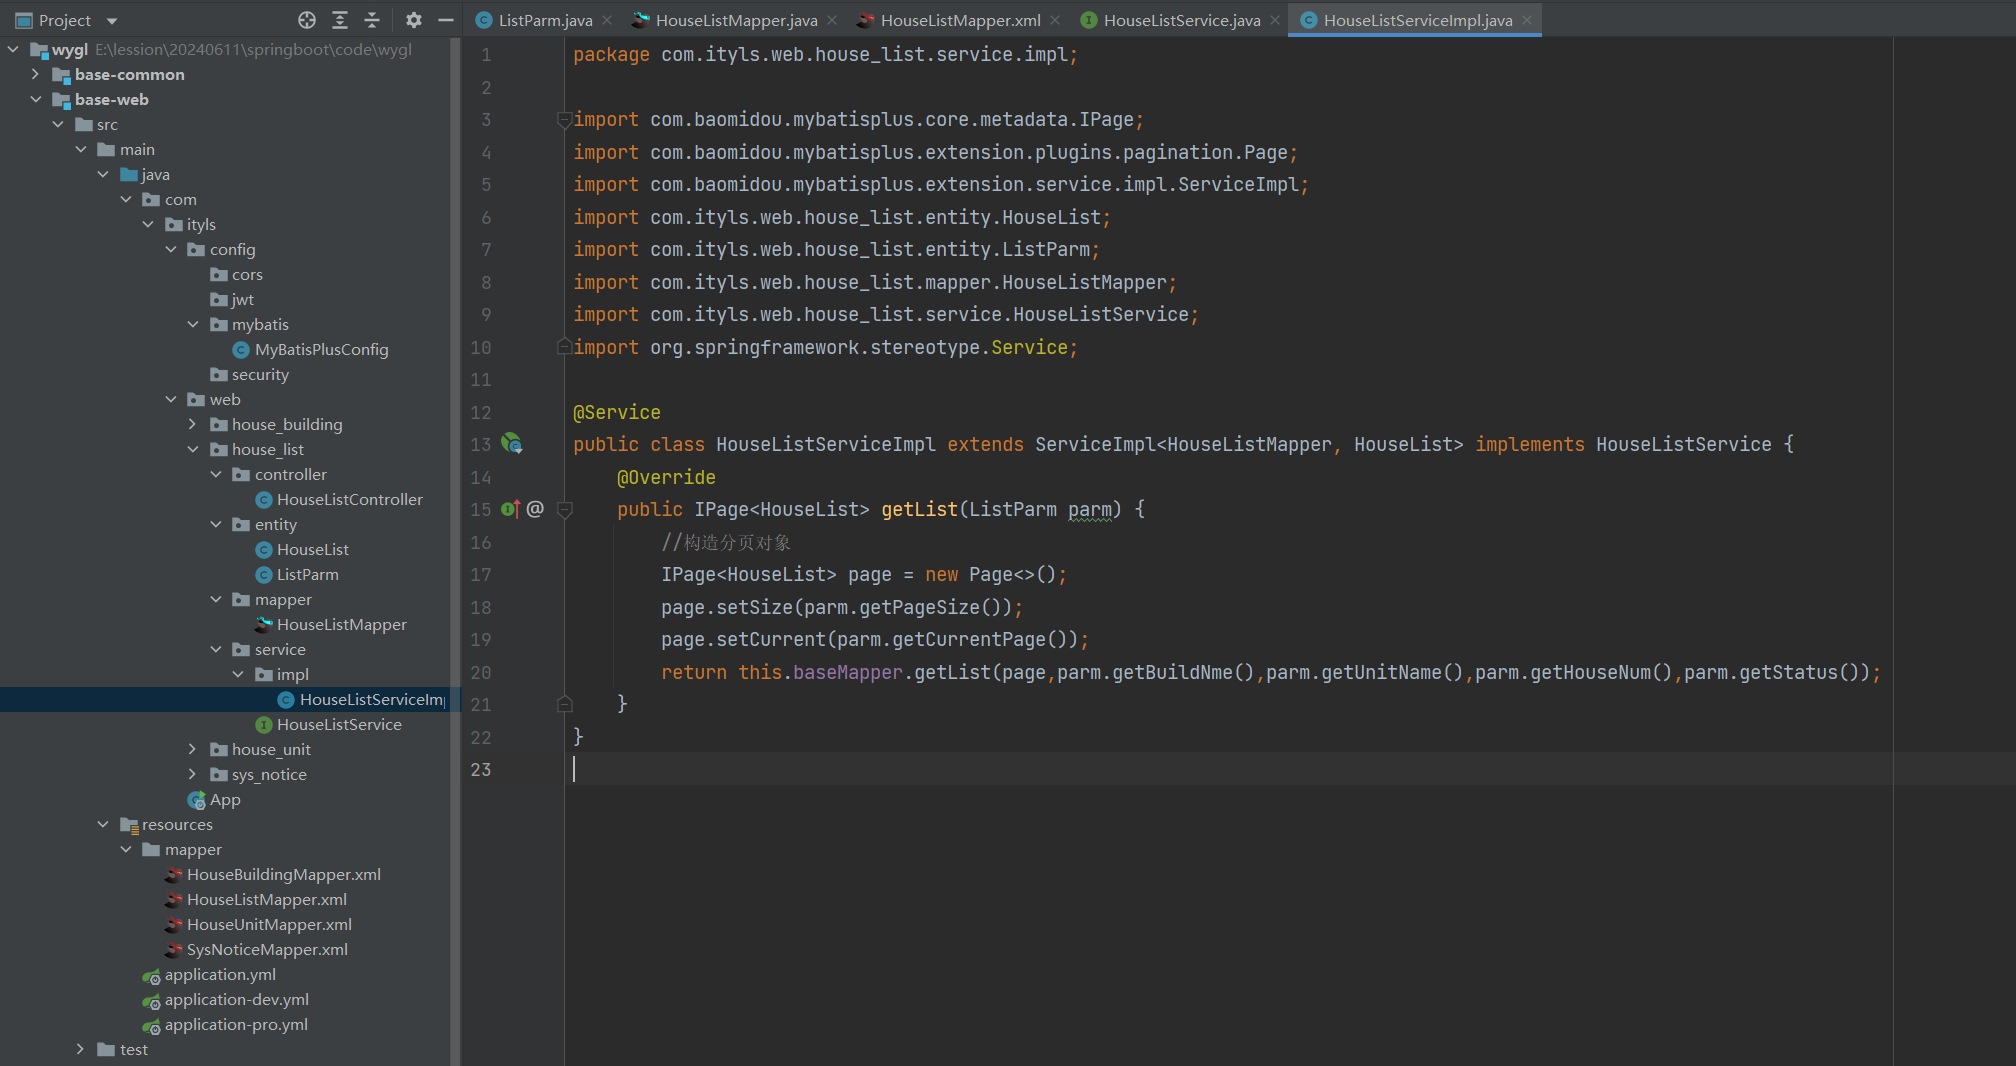 Project
wygl E:\lession\20240611\springboot\code\wygl
base-common
base-web
src
main
java
com
ityls
config
cors
jwt
mybatis
MyBatisPlusConfig
security
web
house_building
house_list
controller
HouseListController
entity
HouseList
ListParm
mapper
HouseListMapper
service
impl
HouseListServiceImp
HouseListService
house_unit
sys_notice
App
resources
mapper
HouseBuildingMapper.xml
HouseListMapper.xml
HouseUnitMapper.xml
SysNoticeMapper.xml
application.yml
application-dev.yml
application-pro.yml
test
ListParm.java HouseListMapper.java HouseListMapper.xml HouseListService.java HouseListServiceImpl.java
1 package com.ityls.web.house_list.service.impl;
2
3 import com.baomidou.mybatisplus.core.metadata.IPage;
4 import com.baomidou.mybatisplus.extension.plugins.pagination.Page;
5 import com.baomidou.mybatisplus.extension.service.impl.ServiceImpl;
6 import com.ityls.web.house_list.entity.HouseList;
7 import com.ityls.web.house_list.entity.ListParm;
8 import com.ityls.web.house_list.mapper.HouseListMapper;
9 import com.ityls.web.house_list.service.HouseListService;
10 import org.springframework.stereotype.Service;
11
12 @Service
13 public class HouseListServiceImpl extends ServiceImpl<HouseListMapper, HouseList> implements HouseListService {
14 @Override
15 @ public IPage<HouseList> getList(ListParm parm) {
16 //构造分页对象
17 IPage<HouseList> page = new Page<>();
18 page.setSize(parm.getPageSize());
19 page.setCurrent(parm.getCurrentPage());
20 return this.baseMapper.getList(page,parm.getBuildNme(),parm.getUnitName(),parm.getHouseNum(),parm.getStatus());
21 }
22 }
23